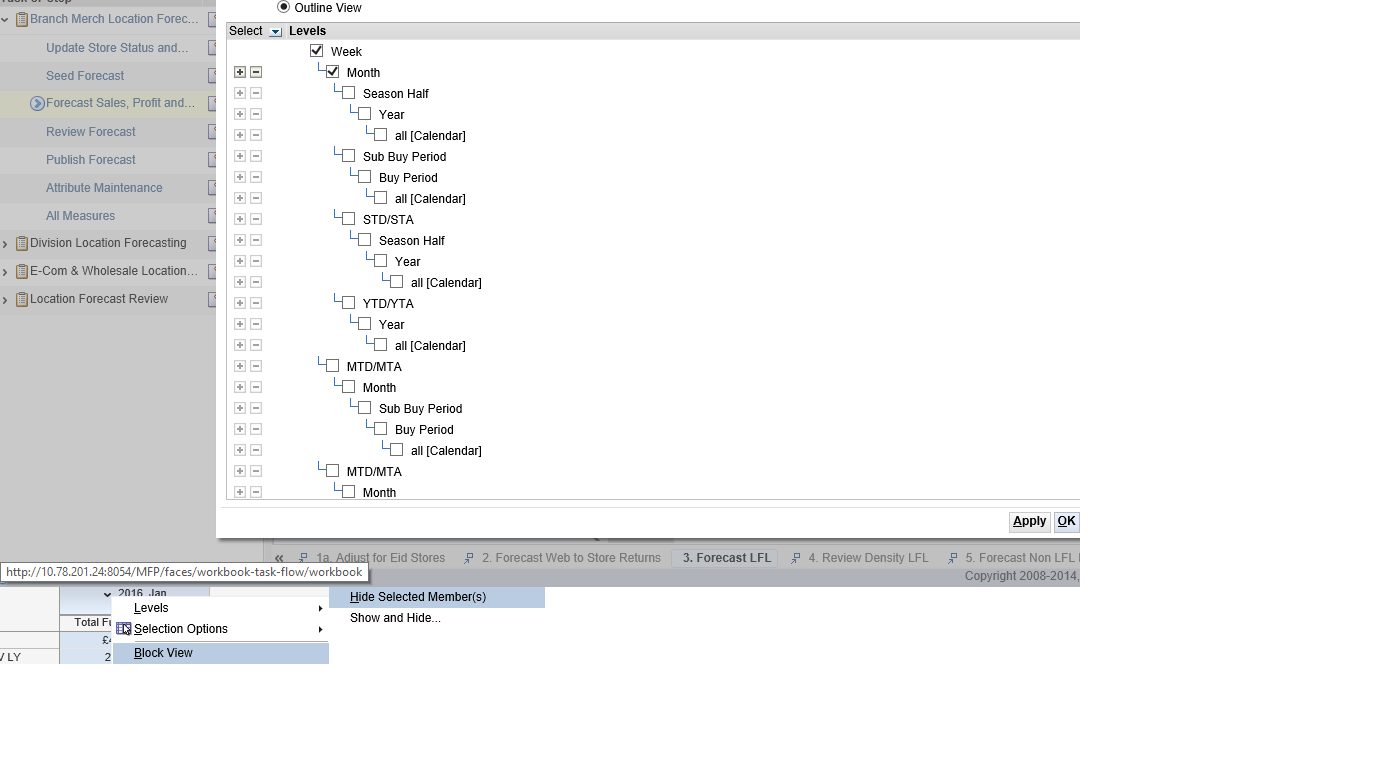 Outline View
Select Levels
Branch Merch Location Forec...
Update Store Status and...
Seed Forecast
Forecast Sales, Profit and...
Review Forecast
Publish Forecast
Attribute Maintenance
All Measures
Division Location Forecasting
E-Com & Wholesale Location...
Location Forecast Review
Week
Month
Season Half
Year
all [Calendar]
Sub Buy Period
Buy Period
all [Calendar]
STD/STA
Season Half
Year
all [Calendar]
YTD/YTA
Year
all [Calendar]
MTD/MTA
Month
Sub Buy Period
Buy Period
all [Calendar]
MTD/MTA
Month
Apply OK
1a. Adjust for Eid Stores 2. Forecast Web to Store Returns 3. Forecast LFL 4. Review Density LFL 5. Forecast Non LFL
http://10.78.201.24:8054/MFP/faces/workbook-task-flow/workbook
Copyright 2008-2014,
2016 Jan
Levels
Hide Selected Member(s)
Show and Hide...
Total
Selection Options
Block View
LY 2